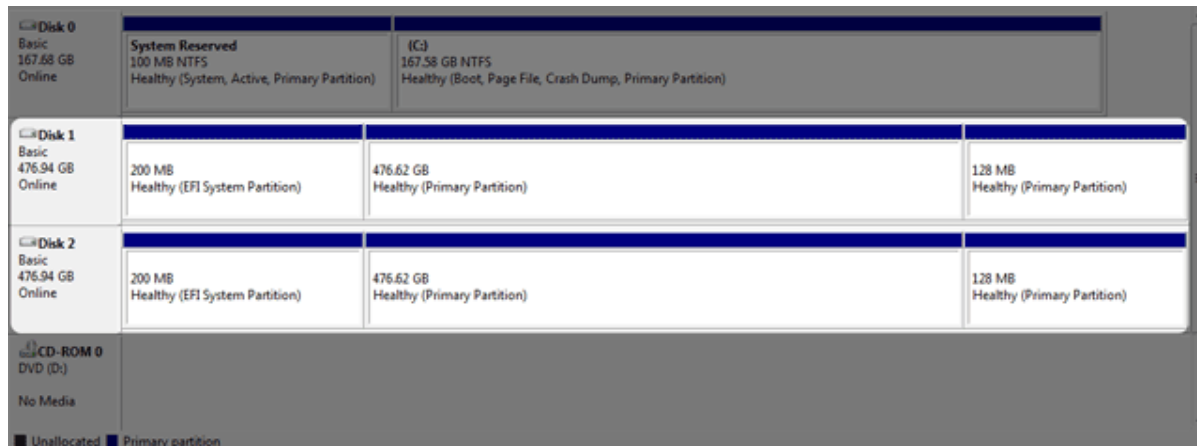 Disk 0
Basic
167.68 GB
Online
System Reserved
100 MB NTFS
Healthy (System, Active, Primary Partition)
(C:)
167.58 GB NTFS
Healthy (Boot, Page File, Crash Dump, Primary Partition)
Disk 1
Basic
476.94 GB
Online
200 MB
Healthy (EFI System Partition)
476.62 GB
Healthy (Primary Partition)
128 MB
Healthy (Primary Partition)
Disk 2
Basic
476.94 GB
Online
200 MB
Healthy (EFI System Partition)
476.62 GB
Healthy (Primary Partition)
128 MB
Healthy (Primary Partition)
CD-ROM 0
DVD (D:)
No Media
Unallocated Primary partition